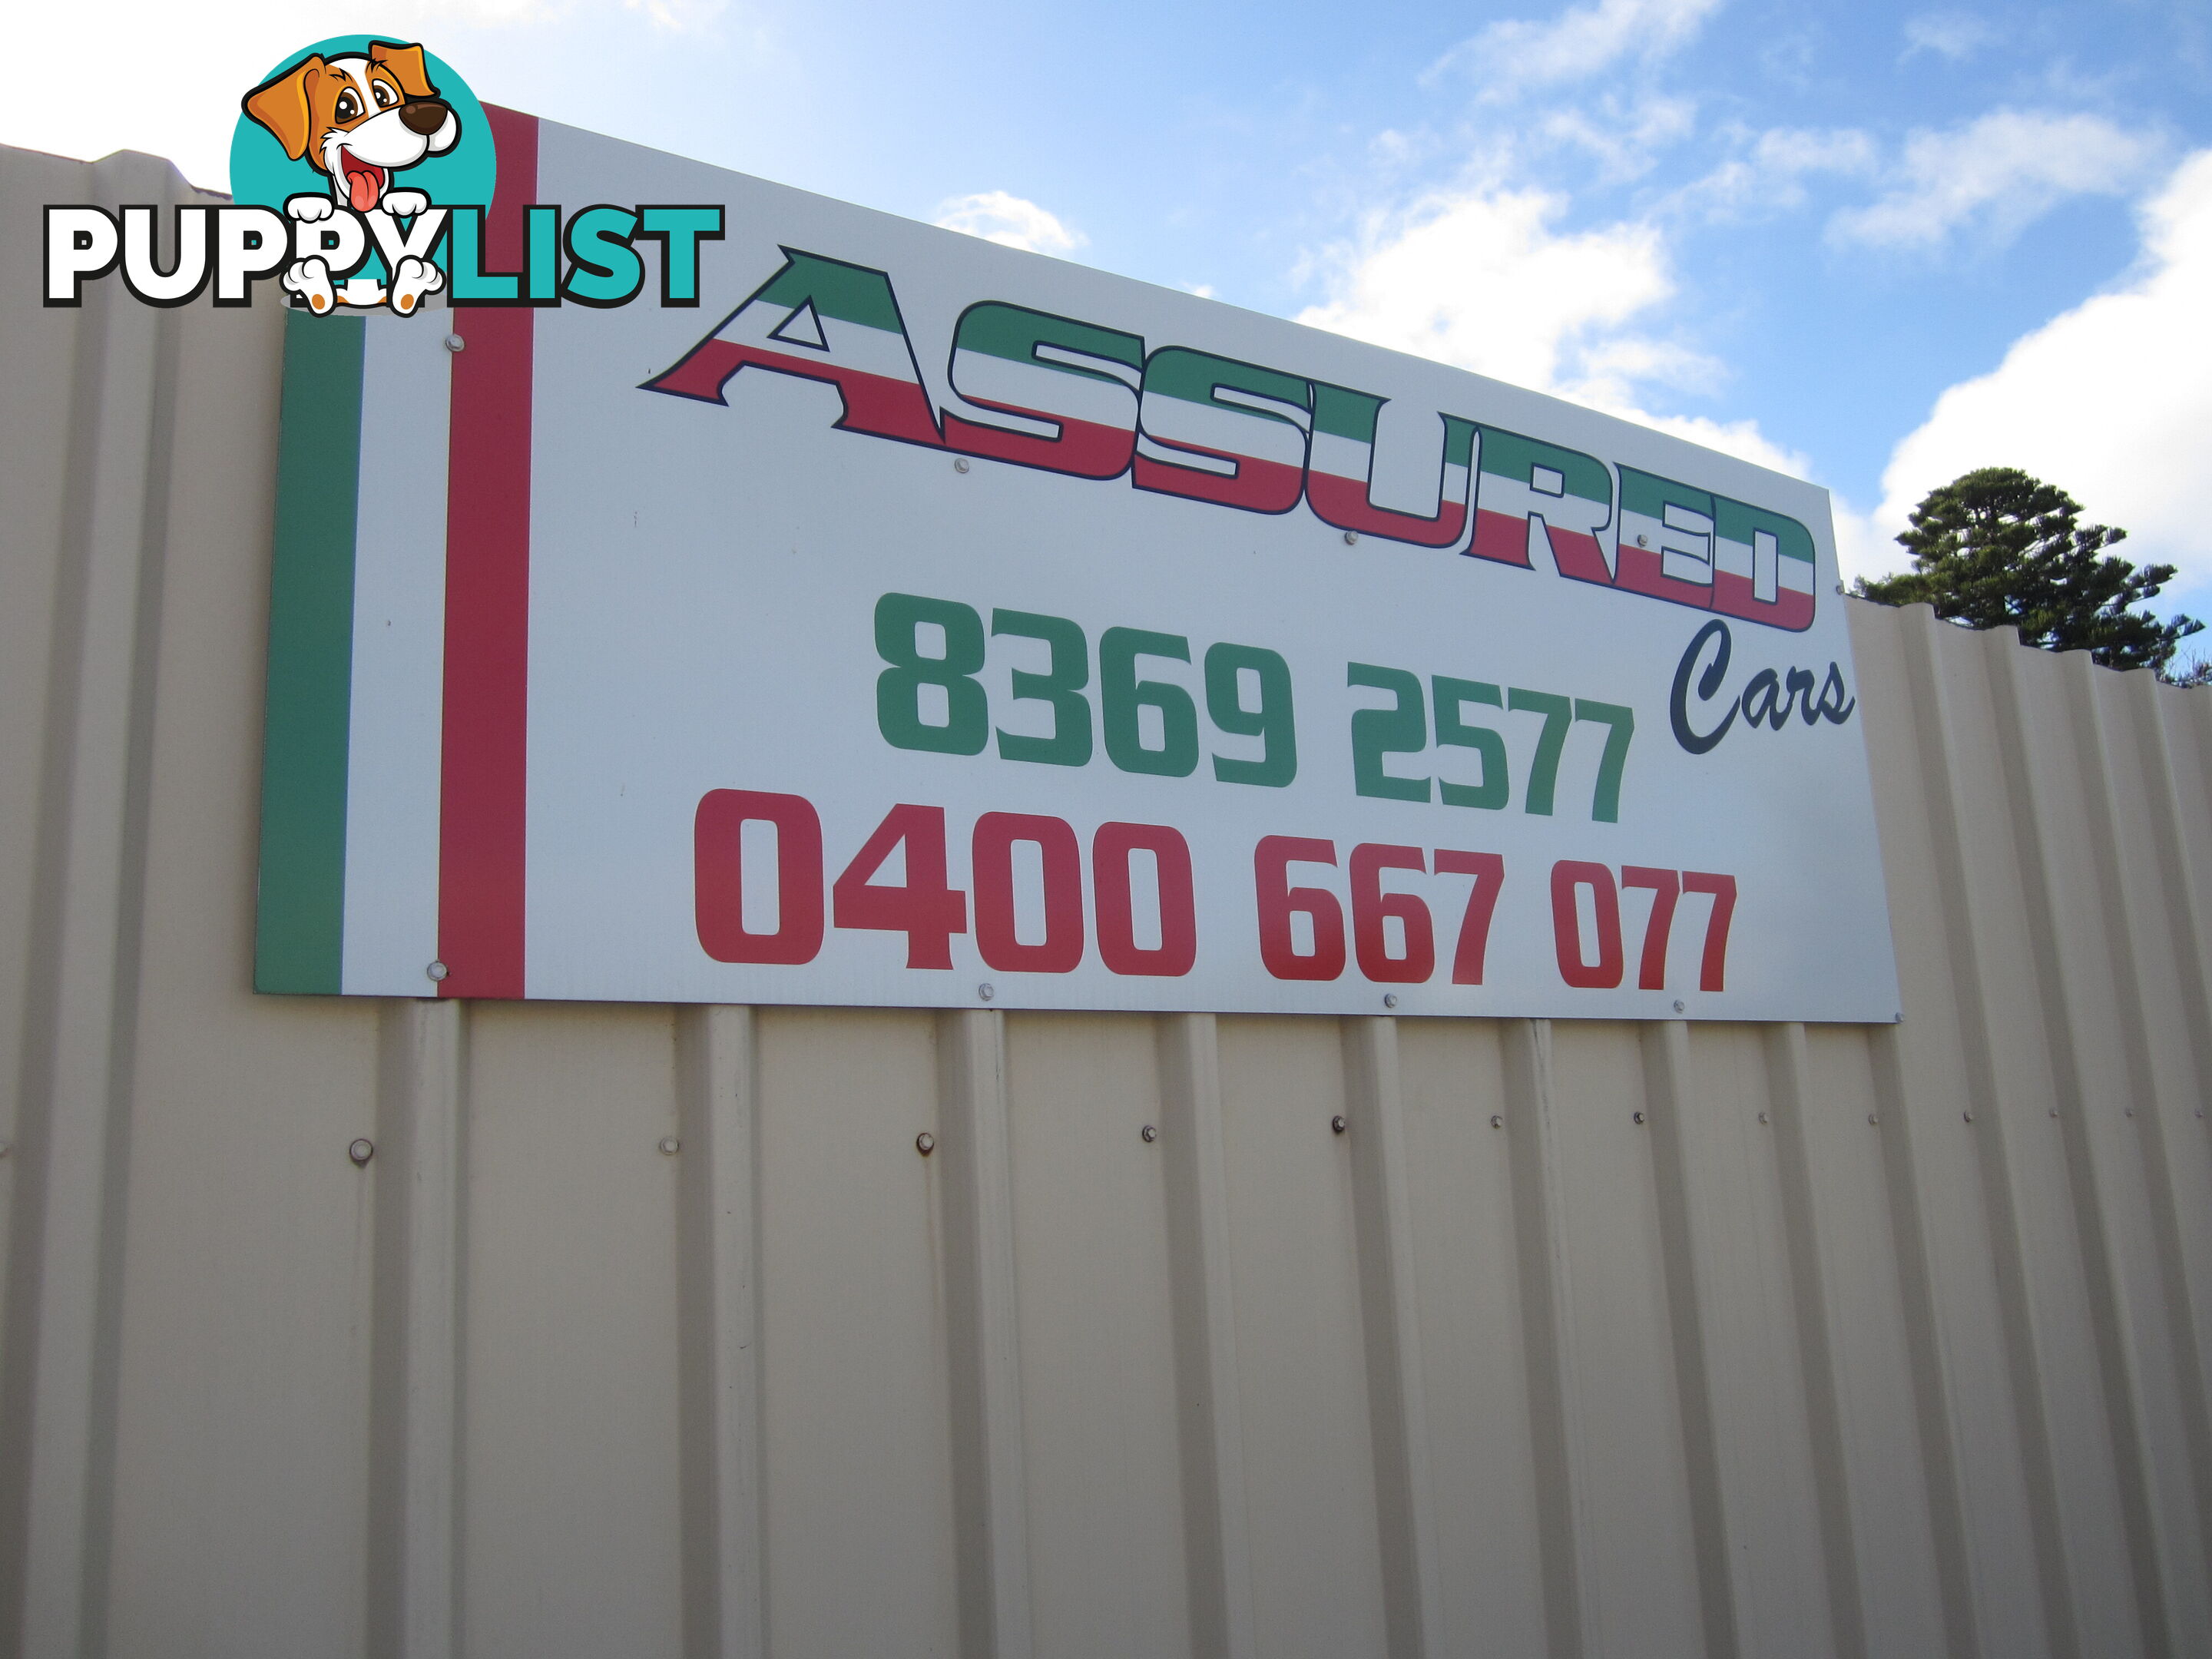 PUPPYLIST
ASSURED
Cars
8369 2577
0400 667 077